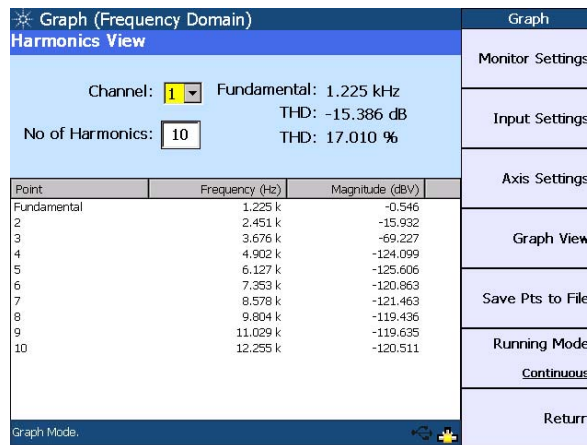 Graph (Frequency Domain)
Harmonics View
Channel: 1 Fundamental: 1.225 kHz
THD: -15.386 dB
No of Harmonics: 10 THD: 17.010 %
Point Frequency (Hz) Magnitude (dBV)
Fundamental 1.225 k -0.546
2 2.451 k -15.932
3 3.676 k -69.227
4 4.902 k -124.099
5 6.127 k -125.606
6 7.353 k -120.863
7 8.578 k -121.463
8 9.804 k -119.436
9 11.029 k -119.635
10 12.255 k -120.511
Graph Mode.
Graph
Monitor Settings
Input Settings
Axis Settings
Graph View
Save Pts to File
Running Mode
Continuous
Return